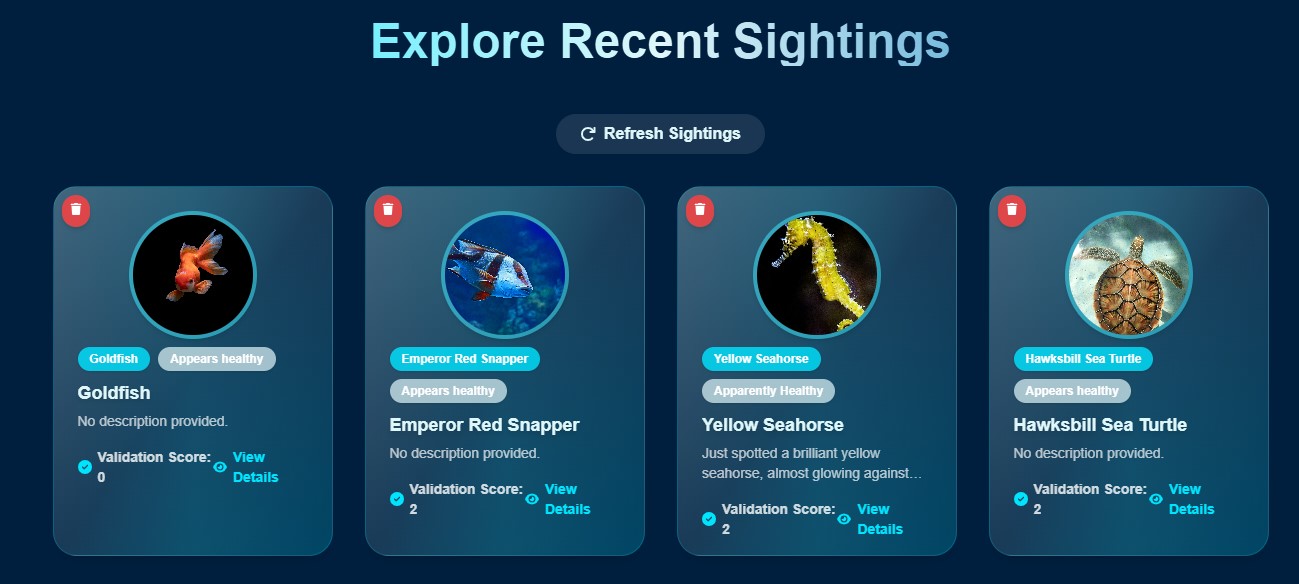 Explore Recent Sightings
Refresh Sightings
Goldfish
Appears healthy
Goldfish
No description provided.
Validation Score:
0
View
Details
Emperor Red Snapper
Appears healthy
Emperor Red Snapper
No description provided.
Validation Score:
2
View
Details
Yellow Seahorse
Apparently Healthy
Yellow Seahorse
Just spotted a brilliant yellow
seahorse, almost glowing against…
Validation Score:
2
View
Details
Hawksbill Sea Turtle
Appears healthy
Hawksbill Sea Turtle
No description provided.
Validation Score:
2
View
Details